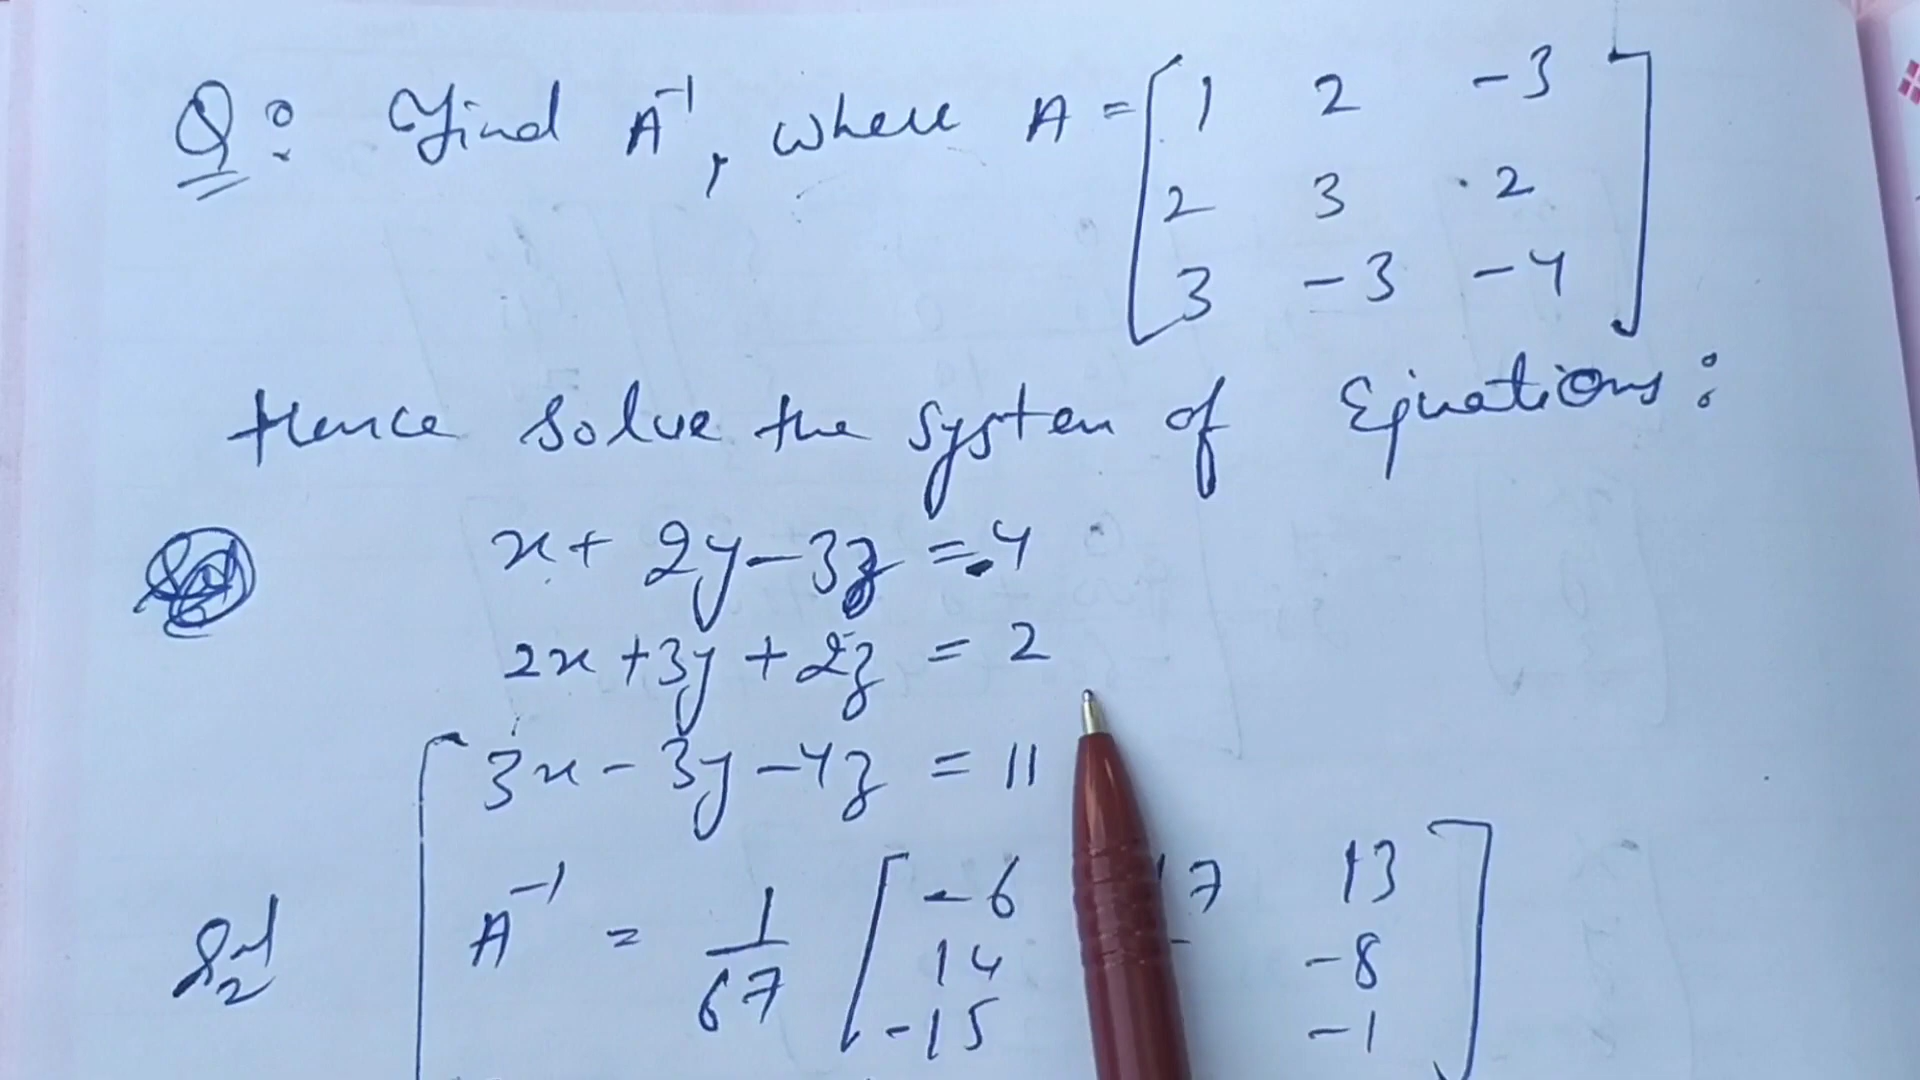 Q: Find A⁻¹, where A = [1 2 -3
2 3 2
3 -3 -4]
Hence solve the system of Equations:
x + 2y - 3z = 4
2x + 3y + 2z = 2
3x - 3y - 4z = 11
A⁻¹ = 1/67 [-6 17 13
14 -8
-15 -1]